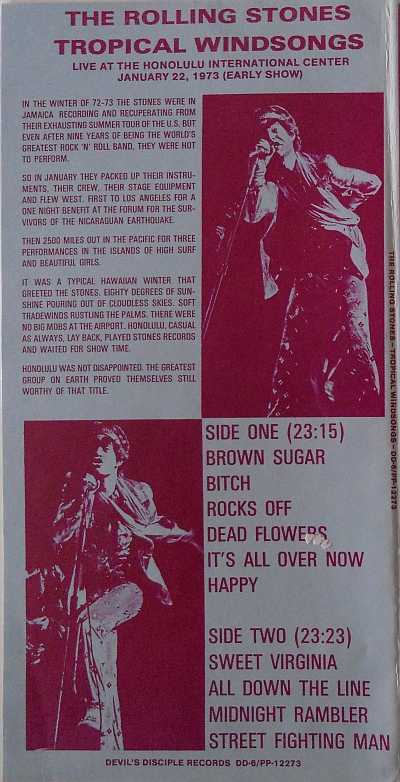 THE ROLLING STONES
TROPICAL WINDSONGS
LIVE AT THE HONOLULU INTERNATIONAL CENTER
JANUARY 22, 1973 (EARLY SHOW)
IN THE WINTER OF 72-73 THE STONES WERE IN
JAMAICA RECORDING AND RECUPERATING FROM
THEIR EXHAUSTING SUMMER TOUR OF THE U.S. BUT
EVEN AFTER NINE YEARS OF BEING THE WORLD'S
GREATEST ROCK 'N' ROLL BAND, THEY WERE HOT
TO PERFORM.
SO IN JANUARY THEY PACKED UP THEIR INSTRU-
MENTS, THEIR CREW, THEIR STAGE EQUIPMENT
AND FLEW WEST. FIRST TO LOS ANGELES FOR A
ONE NIGHT BENEFIT AT THE FORUM FOR THE SUR-
VIVORS OF THE NICARAGUAN EARTHQUAKE.
THEN 2500 MILES OUT IN THE PACIFIC FOR THREE
PERFORMANCES IN THE ISLANDS OF HIGH SURF
AND BEAUTIFUL GIRLS.
IT WAS A TYPICAL HAWAIIAN WINTER THAT
GREETED THE STONES. EIGHTY DEGREES OF SUN-
SHINE POURING OUT OF CLOUDLESS SKIES. SOFT
TRADEWINDS RUSTLING THE PALMS. THERE WERE
NO BIG MOBS AT THE AIRPORT. HONOLULU, CASUAL
AS ALWAYS, LAY BACK, PLAYED STONES RECORDS
AND WAITED FOR SHOW TIME.
HONOLULU WAS NOT DISAPPOINTED. THE GREATEST
GROUP ON EARTH PROVED THEMSELVES STILL
WORTHY OF THAT TITLE.
SIDE ONE (23:15)
BROWN SUGAR
BITCH
ROCKS OFF
DEAD FLOWERS
IT'S ALL OVER NOW
HAPPY
SIDE TWO (23:23)
SWEET VIRGINIA
ALL DOWN THE LINE
MIDNIGHT RAMBLER
STREET FIGHTING MAN
DEVIL'S DISCIPLE RECORDS DD-6/PP-12273
THE ROLLING STONES - TROPICAL WINDSONGS - DD-6/PP-12273